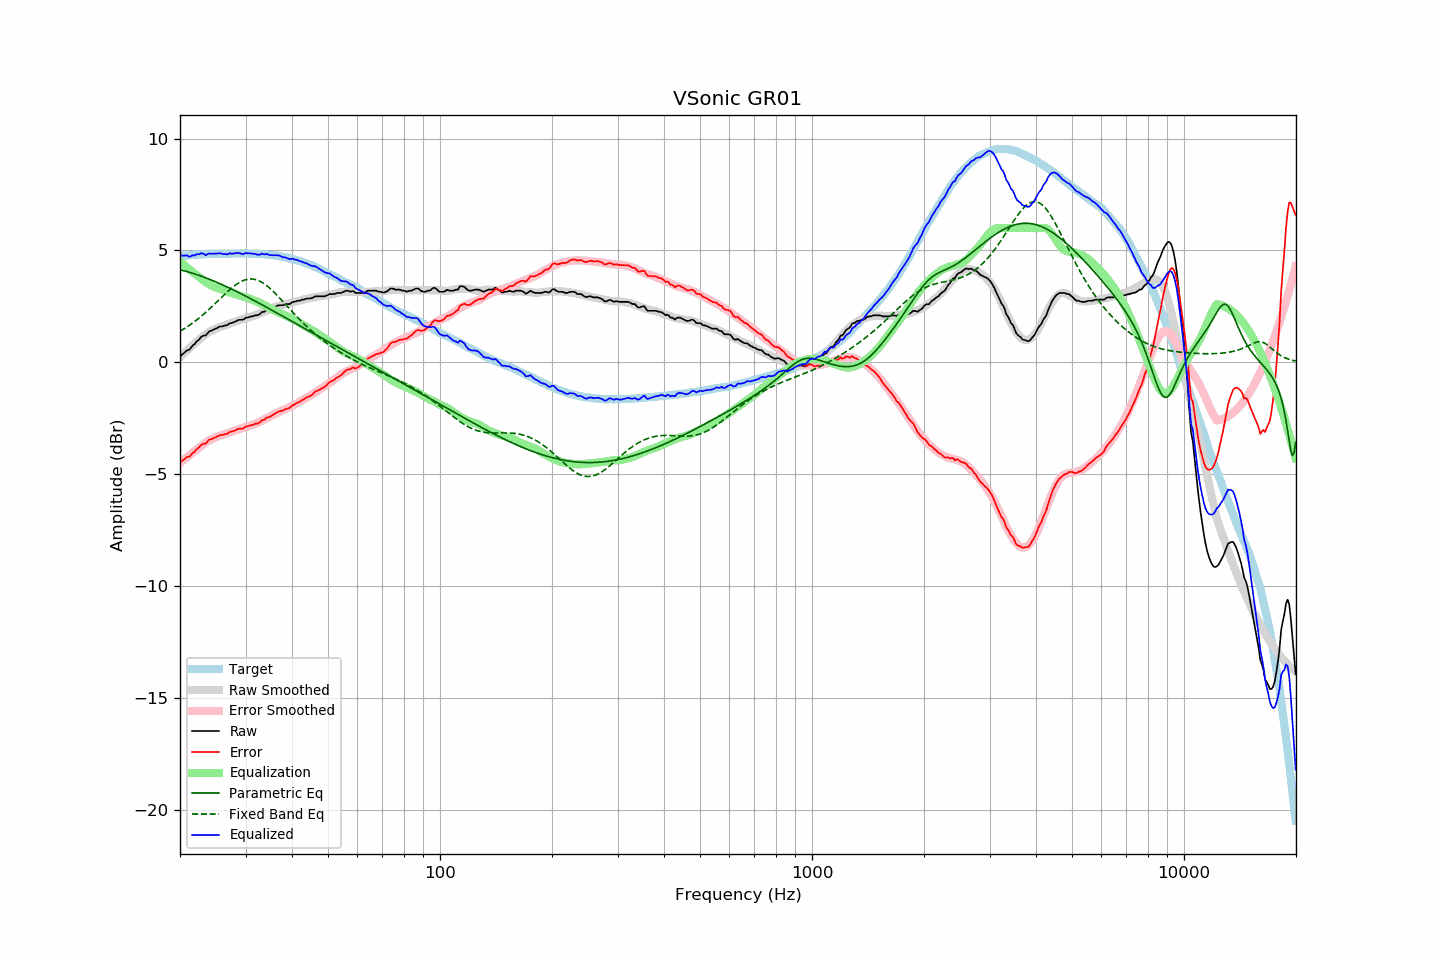 VSonic GR01
10
5
0
−5
−10
−15
−20
Amplitude (dBr)
Target
Raw Smoothed
Error Smoothed
Raw
Error
Equalization
Parametric Eq
Fixed Band Eq
Equalized
100
1000
10000
Frequency (Hz)